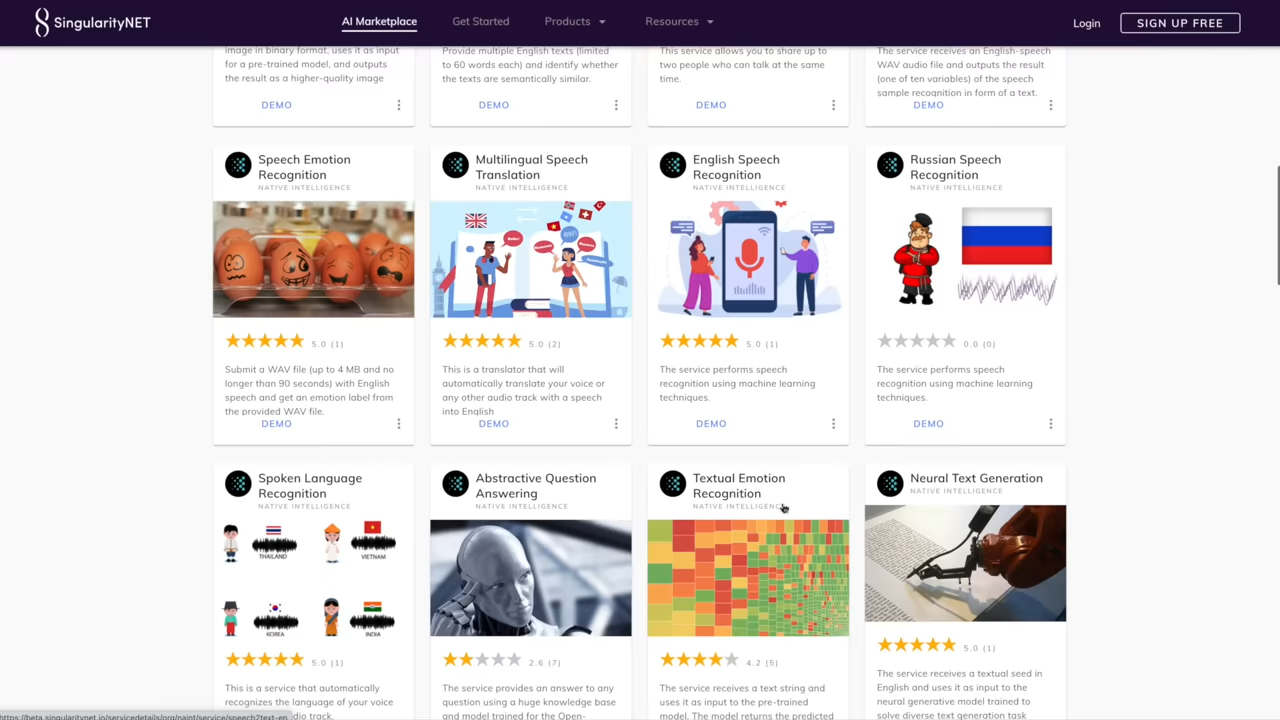 SingularityNET
AI Marketplace
Get Started
Products
Resources
Login
SIGN UP FREE
image in binary format, uses it as input
for a pre-trained model, and outputs
the result as a higher-quality image
DEMO
Provide multiple English texts (limited
to 60 words each) and identify whether
the texts are semantically similar.
DEMO
This service allows you to share up to
two people who can talk at the same
time.
DEMO
The service receives an English-speech
WAV audio file and outputs the result
(one of ten variables) of the speech
sample recognition in form of a text.
DEMO
Speech Emotion
Recognition
NATIVE INTELLIGENCE
5.0 (1)
Submit a WAV file (up to 4 MB and no
longer than 90 seconds) with English
speech and get an emotion label from
the provided WAV file.
DEMO
Multilingual Speech
Translation
NATIVE INTELLIGENCE
5.0 (2)
This is a translator that will
automatically translate your voice or
any other audio track with a speech
into English
DEMO
English Speech
Recognition
NATIVE INTELLIGENCE
5.0 (1)
The service performs speech
recognition using machine learning
techniques.
DEMO
Russian Speech
Recognition
NATIVE INTELLIGENCE
0.0 (0)
The service performs speech
recognition using machine learning
techniques.
DEMO
Spoken Language
Recognition
NATIVE INTELLIGENCE
THAILAND
VIETNAM
KOREA
INDIA
5.0 (1)
This is a service that automatically
recognizes the language of your voice
dio track.
Abstractive Question
Answering
NATIVE INTELLIGENCE
2.6 (7)
The service provides an answer to any
question using a huge knowledge base
and model trained for the Open-
Textual Emotion
Recognition
NATIVE INTELLIGENCE
4.2 (5)
The service receives a text string and
uses it as input to the pre-trained
model. The model returns the predicted
Neural Text Generation
NATIVE INTELLIGENCE
5.0 (1)
The service receives a textual seed in
English and uses it as input to the
neural generative model trained to
solve diverse text generation task
https://beta.singularitynet.io/servicedetails/org/naint/service/speech2text-en